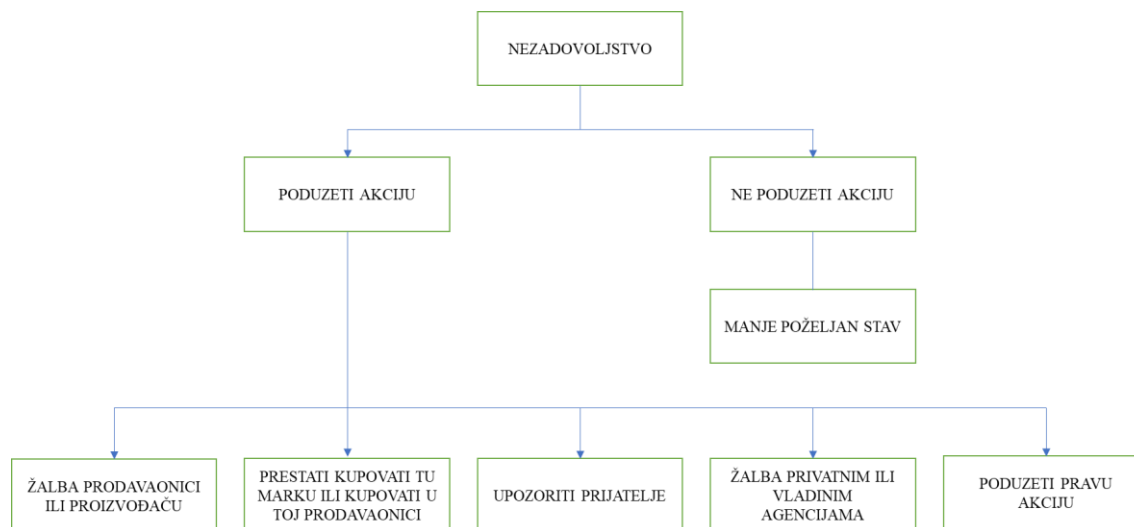 NEZADOVOLJSTVO
PODUZETI AKCIJU
NE PODUZETI AKCIJU
MANJE POŽELJAN STAV
ŽALBA PRODAVAONICI
ILI PROIZVOĐAČU
PRESTATI KUPOVATI TU
MARKU ILI KUPOVATI U
TOJ PRODAVAONICI
UPOZORITI PRIJATELJE
ŽALBA PRIVATNIM ILI
VLADINIM
AGENCIJAMA
PODUZETI PRAVU
AKCIJU